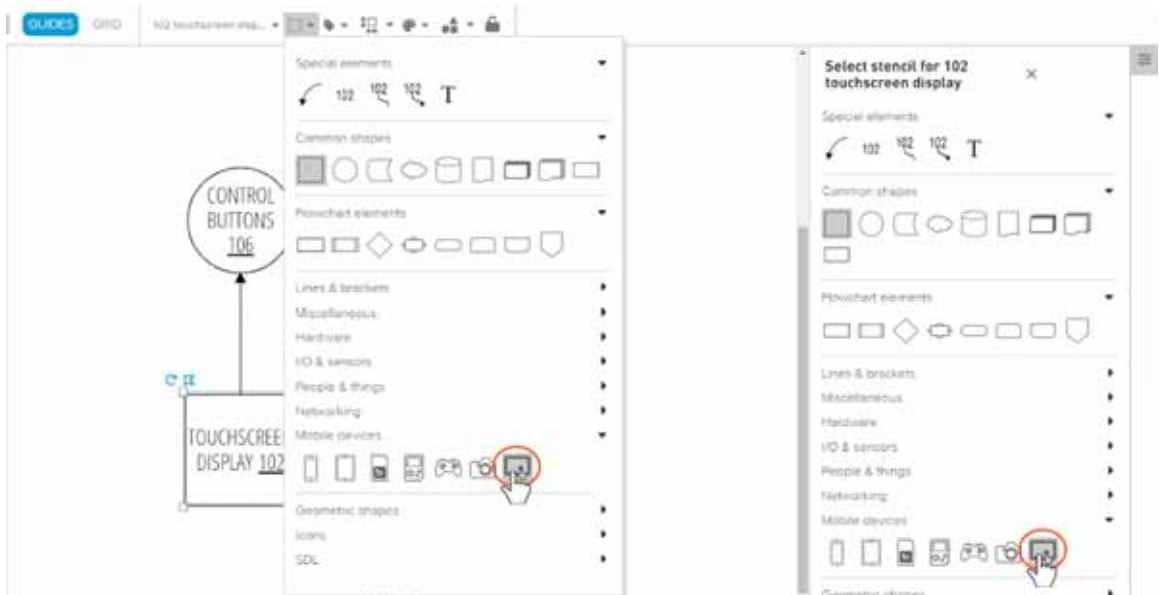 GUIDES GRID 102 touchscreen disp...
Special elements
102 102 102 T
Common shapes
Flowchart elements
Lines & brackets
Miscellaneous
Hardware
I/O & sensors
People & things
Networking
Mobile devices
Geometric shapes
Icons
SDL
CONTROL
BUTTONS
106
TOUCHSCREE
DISPLAY 102
Select stencil for 102
touchscreen display
Special elements
102 102 102 T
Common shapes
Flowchart elements
Lines & brackets
Miscellaneous
Hardware
I/O & sensors
People & things
Networking
Mobile devices
Geometric shapes